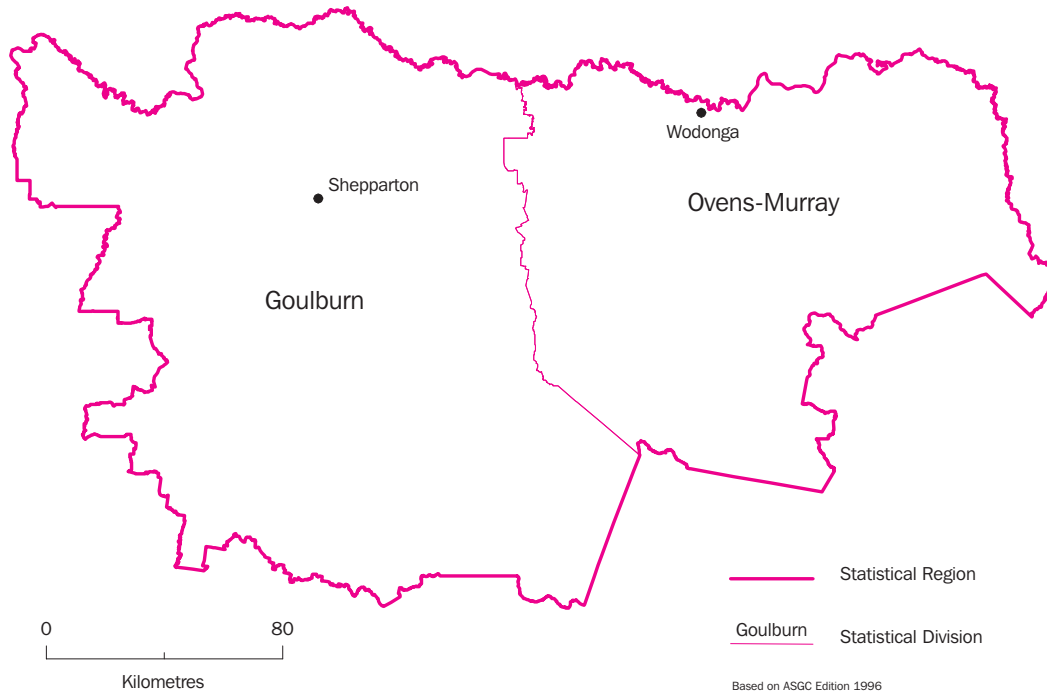 Wodonga
Shepparton
Ovens-Murray
Goulburn
Statistical Region
0 80
Goulburn Statistical Division
Kilometres
Based on ASGC Edition 1996